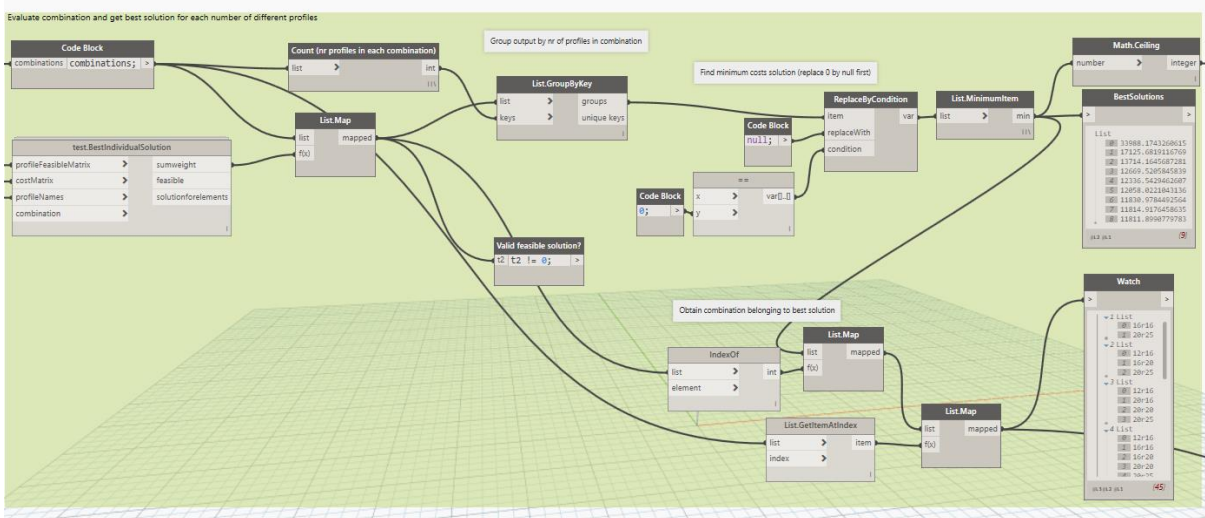 Evaluate combination and get best solution for each number of different profiles
Code Block
combinations combinations; >
Count (nr profiles in each combination)
list > int
Group output by nr of profiles in combination
List.GroupByKey
list > groups
keys > unique keys
Find minimum costs solution (replace 0 by null first)
Math.Ceiling
number > integer
List.Map
list mapped
f(x)
test.BestIndividualSolution
profileFeasibleMatrix > sumweight
costMatrix > feasible
profileNames > solutionforelements
combination >
Code Block
null; >
ReplaceByCondition
item var
replaceWith
condition
List.MinimumItem
list > min
BestSolutions
> >
List
0 33988.1743260615
1 17125.6819116769
2 13714.1645687281
3 12669.5205845839
4 12336.5429462607
5 12058.0221043136
6 11830.9784492564
7 11814.9176458635
8 11811.8990779783
@L2 @L1 {9}
Code Block
0; >
==
x > var[]..[]
y >
Valid feasible solution?
t2 t2 != 0; >
Obtain combination belonging to best solution
IndexOf
list > int
element >
List.Map
list mapped
f(x)
List.GetItemAtIndex
list > item
index >
List.Map
list mapped
f(x)
Watch
> >
1 List
0 16r16
1 20r25
2 List
0 12r16
1 16r20
2 20r25
3 List
0 12r16
1 20r16
2 20r20
3 20r25
4 List
0 12r16
1 16r16
2 16r20
3 20r20
@L3 @L2 @L1 {45}